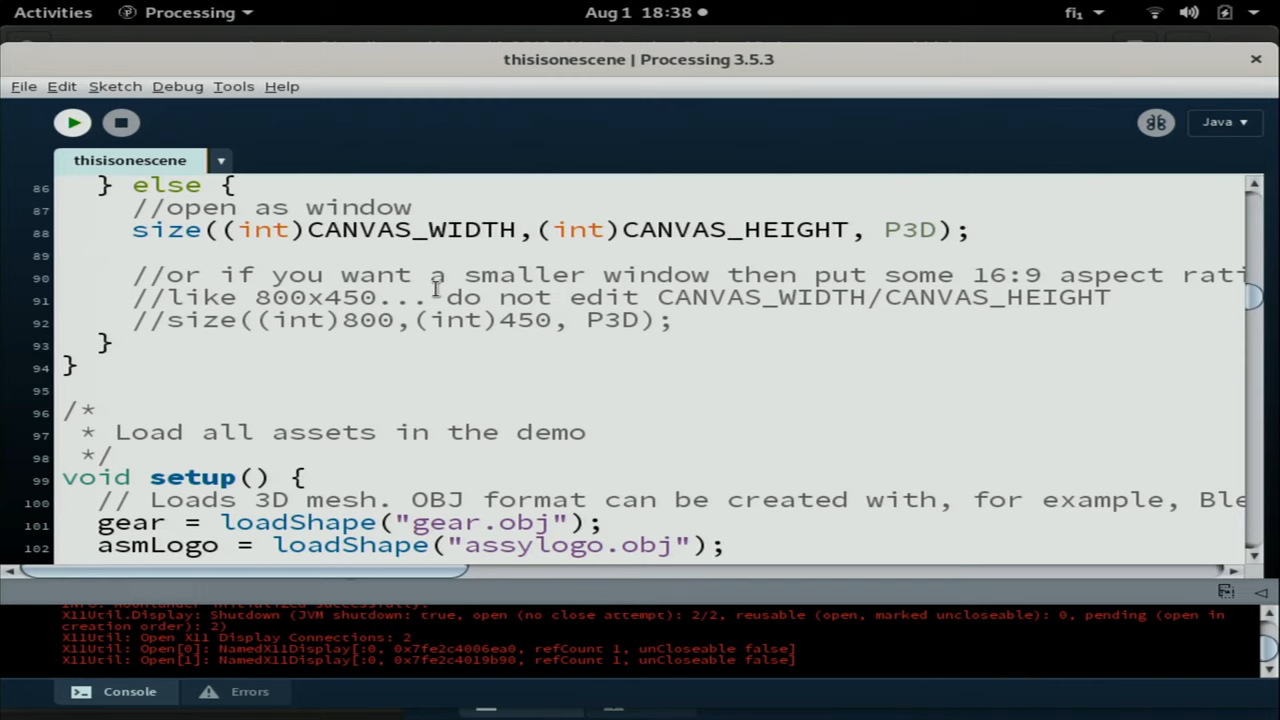 Activities Processing Aug 1 18:38 fi₁
thisisonescene | Processing 3.5.3
File Edit Sketch Debug Tools Help
Java
thisisonescene
86 } else {
87 //open as window
88 size((int)CANVAS_WIDTH,(int)CANVAS_HEIGHT, P3D);
89
90 //or if you want a smaller window then put some 16:9 aspect rati
91 //like 800x450... do not edit CANVAS_WIDTH/CANVAS_HEIGHT
92 //size((int)800,(int)450, P3D);
93 }
94 }
95
96 /*
97 * Load all assets in the demo
98 */
99 void setup() {
100 // Loads 3D mesh. OBJ format can be created with, for example, Ble
101 gear = loadShape("gear.obj");
102 asmLogo = loadShape("assylogo.obj");
X11Util.Display: Shutdown (JVM shutdown: true, open (no close attempt): 2/2, reusable (open, marked uncloseable): 0, pending (open in
creation order): 2)
X11Util: Open X11 Display Connections: 2
X11Util: Open[0]: NamedX11Display[:0, 0x7fe2c4006ea0, refCount 1, unCloseable false]
X11Util: Open[1]: NamedX11Display[:0, 0x7fe2c4019b90, refCount 1, unCloseable false]
Console Errors